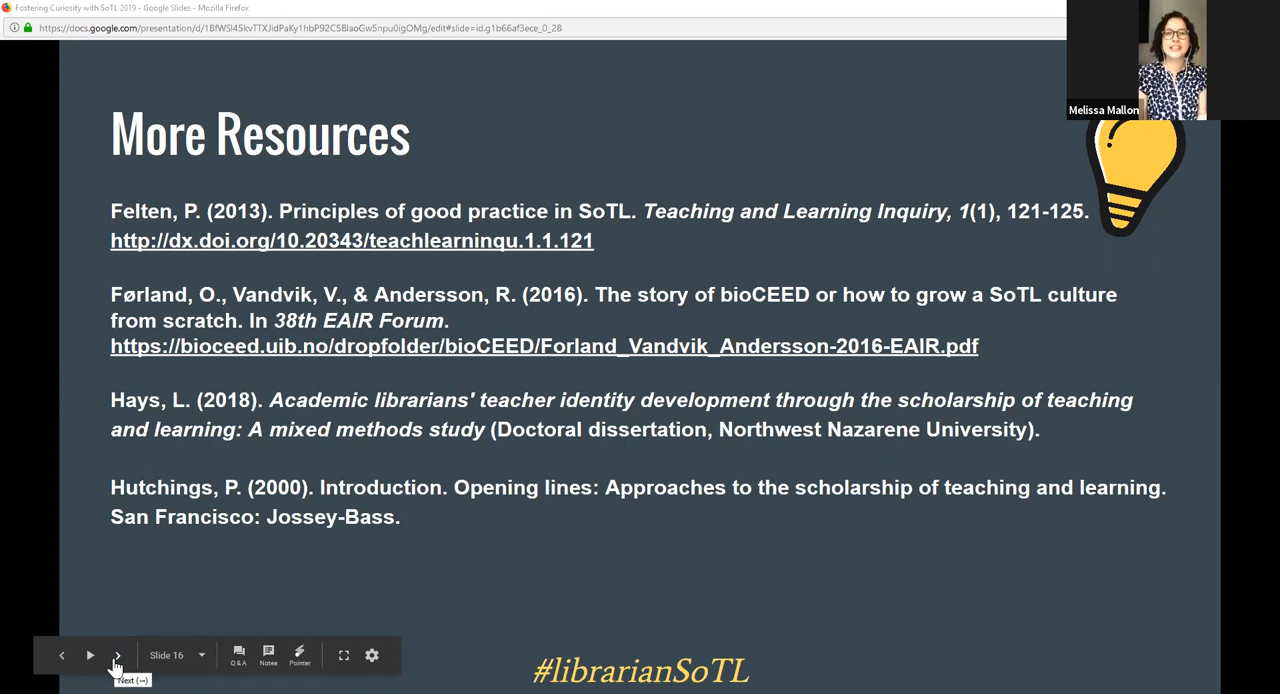 Fostering Curiosity with SoTL 2019 - Google Slides - Mozilla Firefox
https://docs.google.com/presentation/d/1BfWSl45kvTTXJidPaKy1hbP92C5BlaoGw5npu0igOMg/edit#slide=id.g1b66af3ece_0_28
Melissa Mallon
More Resources
Felten, P. (2013). Principles of good practice in SoTL. Teaching and Learning Inquiry, 1(1), 121-125.
http://dx.doi.org/10.20343/teachlearninqu.1.1.121
Førland, O., Vandvik, V., & Andersson, R. (2016). The story of bioCEED or how to grow a SoTL culture
from scratch. In 38th EAIR Forum.
https://bioceed.uib.no/dropfolder/bioCEED/Forland_Vandvik_Andersson-2016-EAIR.pdf
Hays, L. (2018). Academic librarians' teacher identity development through the scholarship of teaching
and learning: A mixed methods study (Doctoral dissertation, Northwest Nazarene University).
Hutchings, P. (2000). Introduction. Opening lines: Approaches to the scholarship of teaching and learning.
San Francisco: Jossey-Bass.
Slide 16
Q & A
Notes
Pointer
Next (→)
#librarianSoTL